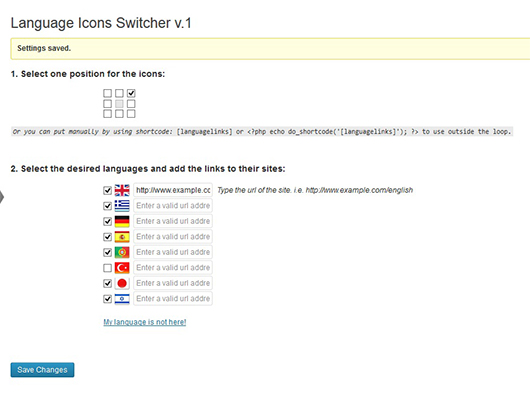 Language Icons Switcher v.1
Settings saved.
1. Select one position for the icons:
Or you can put manually by using shortcode: [languagelinks] or <?php echo do_shortcode('[languagelinks]'); ?> to use outside the loop.
2. Select the desired languages and add the links to their sites:
http://www.example.co Type the url of the site. i.e. http://www.example.com/english
Enter a valid url addre
Enter a valid url addre
Enter a valid url addre
Enter a valid url addre
Enter a valid url addre
Enter a valid url addre
Enter a valid url addre
My language is not here!
Save Changes